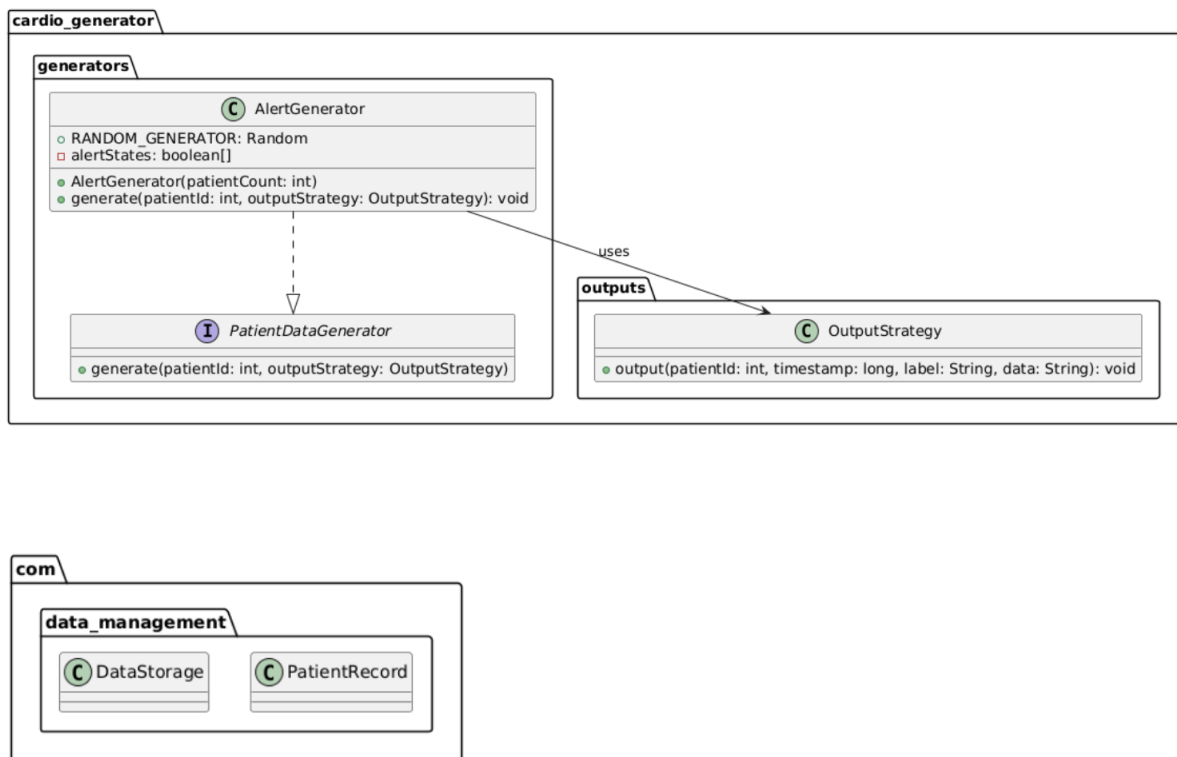 cardio_generator
generators
C AlertGenerator
RANDOM_GENERATOR: Random
alertStates: boolean[]
AlertGenerator(patientCount: int)
generate(patientId: int, outputStrategy: OutputStrategy): void
uses
outputs
I PatientDataGenerator
generate(patientId: int, outputStrategy: OutputStrategy)
C OutputStrategy
output(patientId: int, timestamp: long, label: String, data: String): void
com
data_management
C DataStorage
C PatientRecord